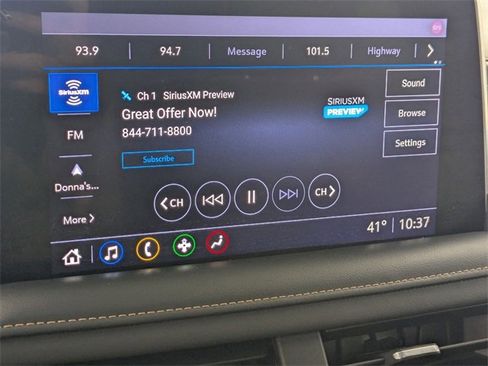 93.9 94.7 Message 101.5 Highway
SiriusXM
Ch 1 SiriusXM Preview
Great Offer Now!
844-711-8800
Subscribe
SIRIUSXM
PREVIEW
Sound
Browse
Settings
FM
Donna's...
More
CH CH
41° 10:37